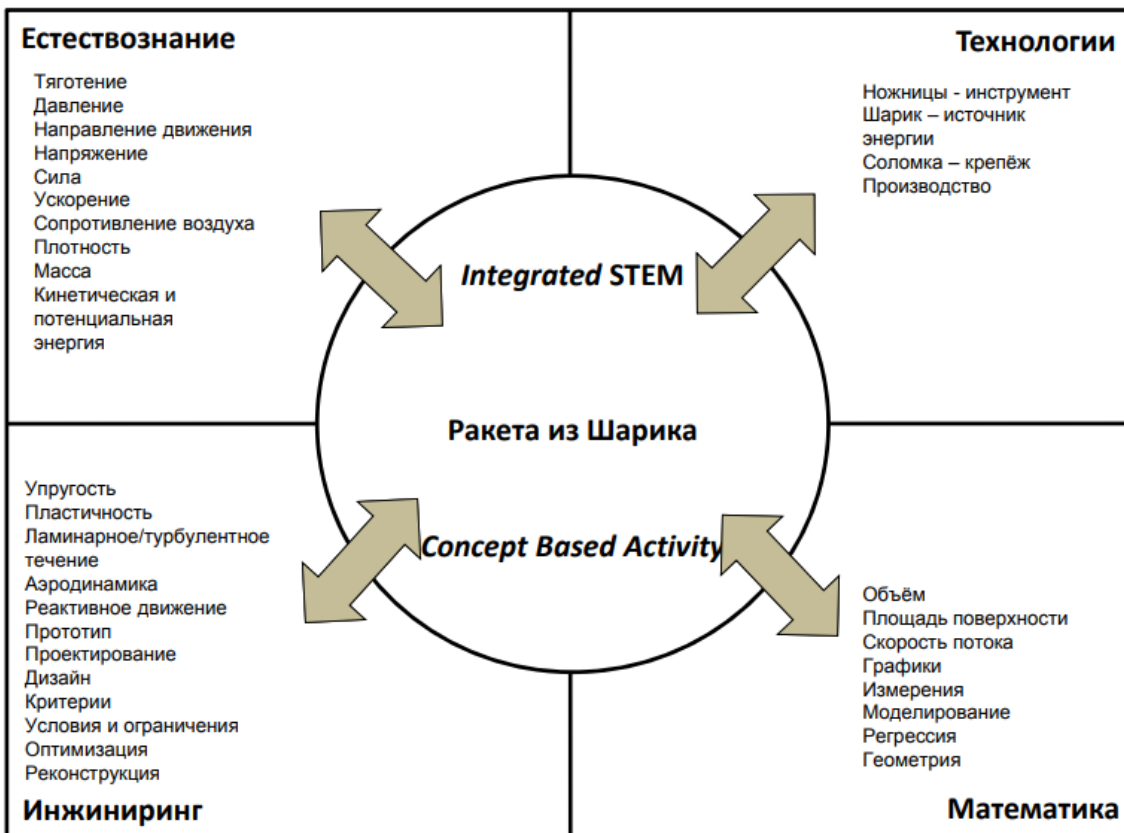 Естествознание
Тяготение
Давление
Направление движения
Напряжение
Сила
Ускорение
Сопротивление воздуха
Плотность
Масса
Кинетическая и
потенциальная
энергия
Технологии
Ножницы - инструмент
Шарик – источник
энергии
Соломка – крепёж
Производство
Integrated STEM
Ракета из Шарика
Concept Based Activity
Упругость
Пластичность
Ламинарное/турбулентное
течение
Аэродинамика
Реактивное движение
Прототип
Проектирование
Дизайн
Критерии
Условия и ограничения
Оптимизация
Реконструкция
Инжиниринг
Объём
Площадь поверхности
Скорость потока
Графики
Измерения
Моделирование
Регрессия
Геометрия
Математика